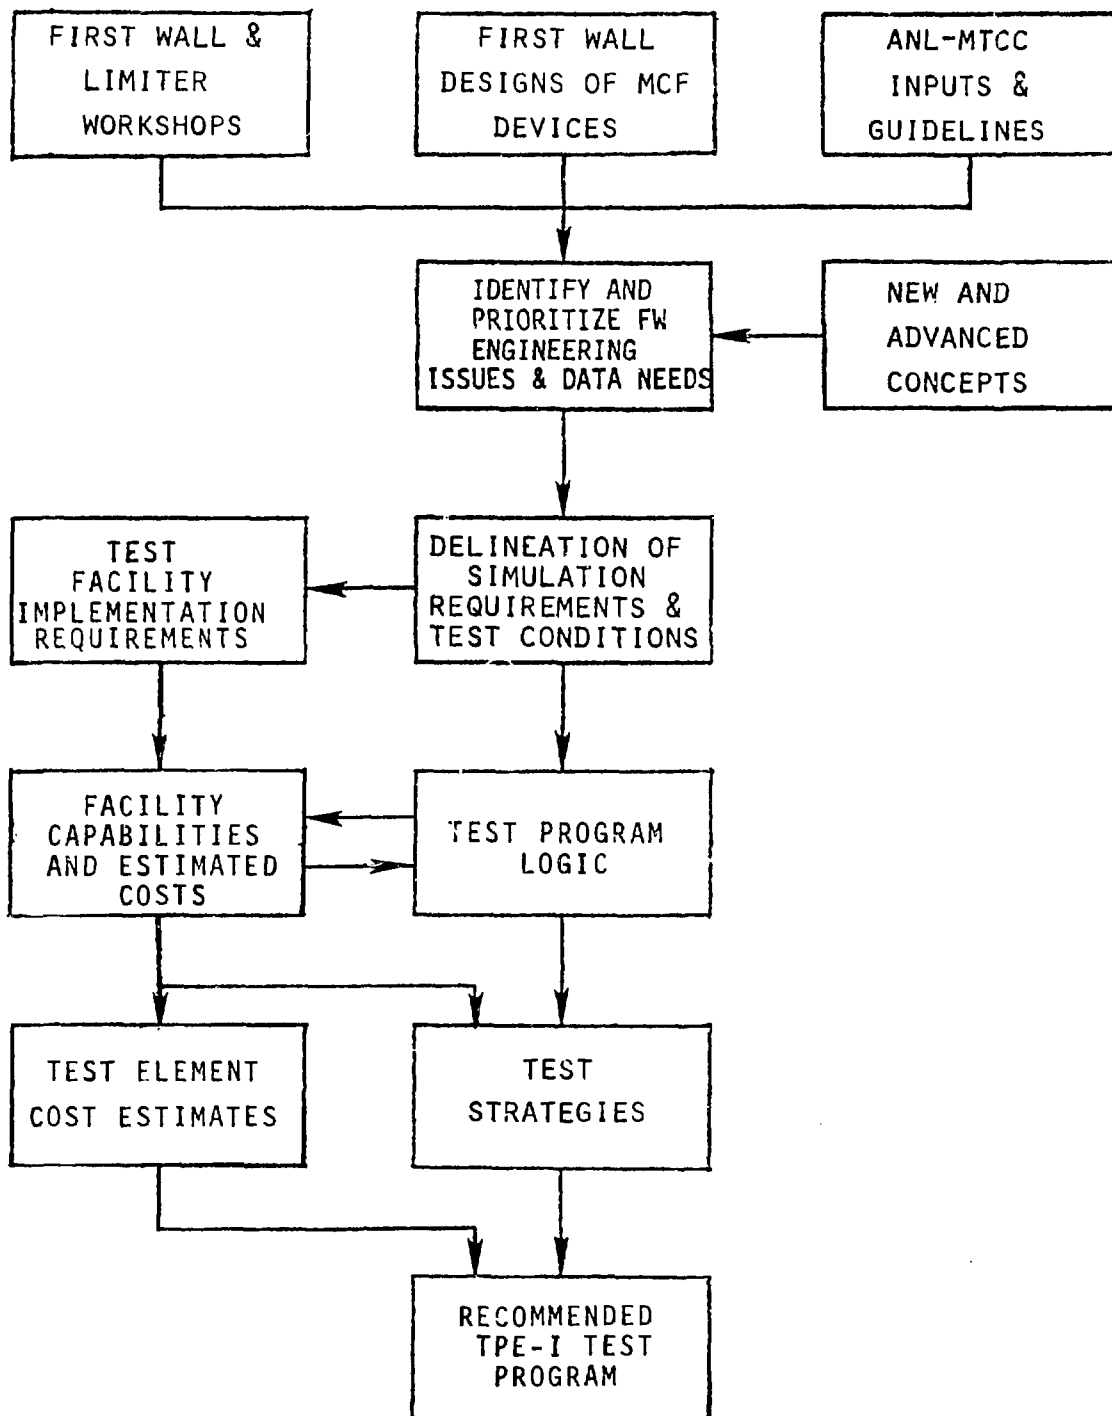 FIRST WALL &
LIMITER
WORKSHOPS
FIRST WALL
DESIGNS OF MCF
DEVICES
ANL-MTCC
INPUTS &
GUIDELINES
IDENTIFY AND
PRIORITIZE FW
ENGINEERING
ISSUES & DATA NEEDS
NEW AND
ADVANCED
CONCEPTS
TEST
FACILITY
IMPLEMENTATION
REQUIREMENTS
DELINEATION OF
SIMULATION
REQUIREMENTS &
TEST CONDITIONS
FACILITY
CAPABILITIES
AND ESTIMATED
COSTS
TEST PROGRAM
LOGIC
TEST ELEMENT
COST ESTIMATES
TEST
STRATEGIES
RECOMMENDED
TPE-I TEST
PROGRAM